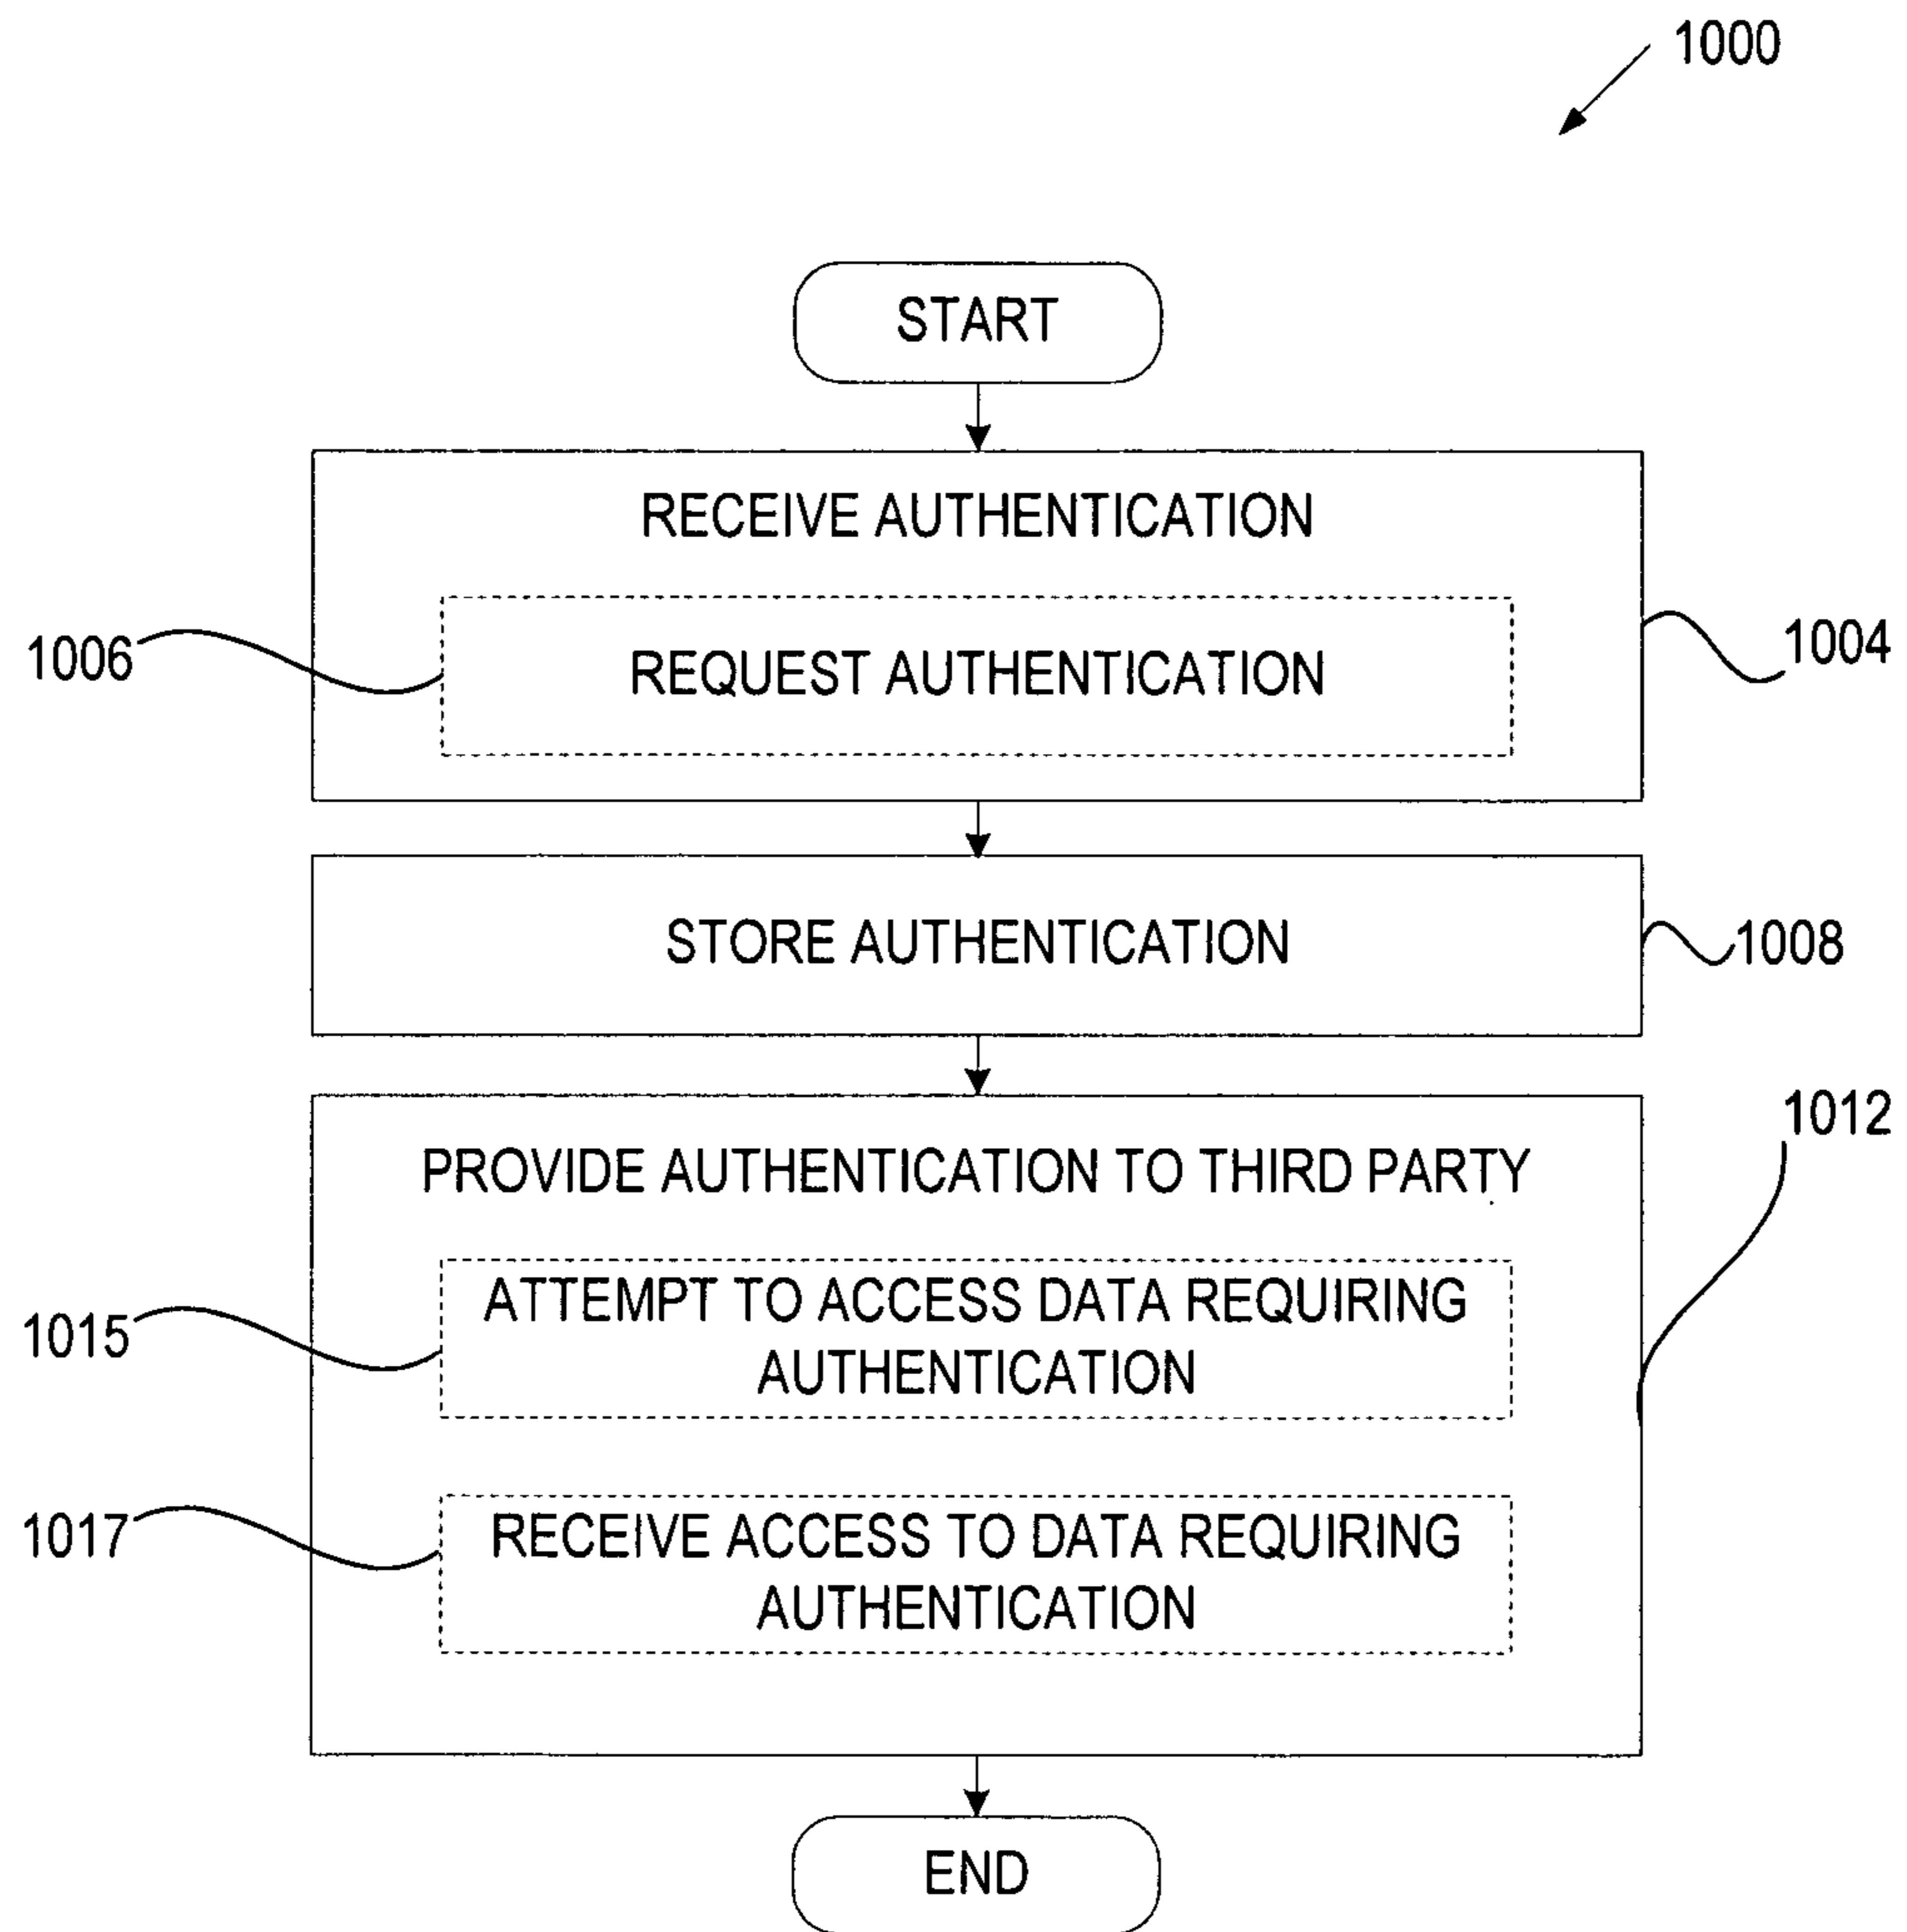 1000
START
RECEIVE AUTHENTICATION
1006
REQUEST AUTHENTICATION
1004
STORE AUTHENTICATION
1008
1012
PROVIDE AUTHENTICATION TO THIRD PARTY
1015
ATTEMPT TO ACCESS DATA REQUIRING
AUTHENTICATION
1017
RECEIVE ACCESS TO DATA REQUIRING
AUTHENTICATION
END